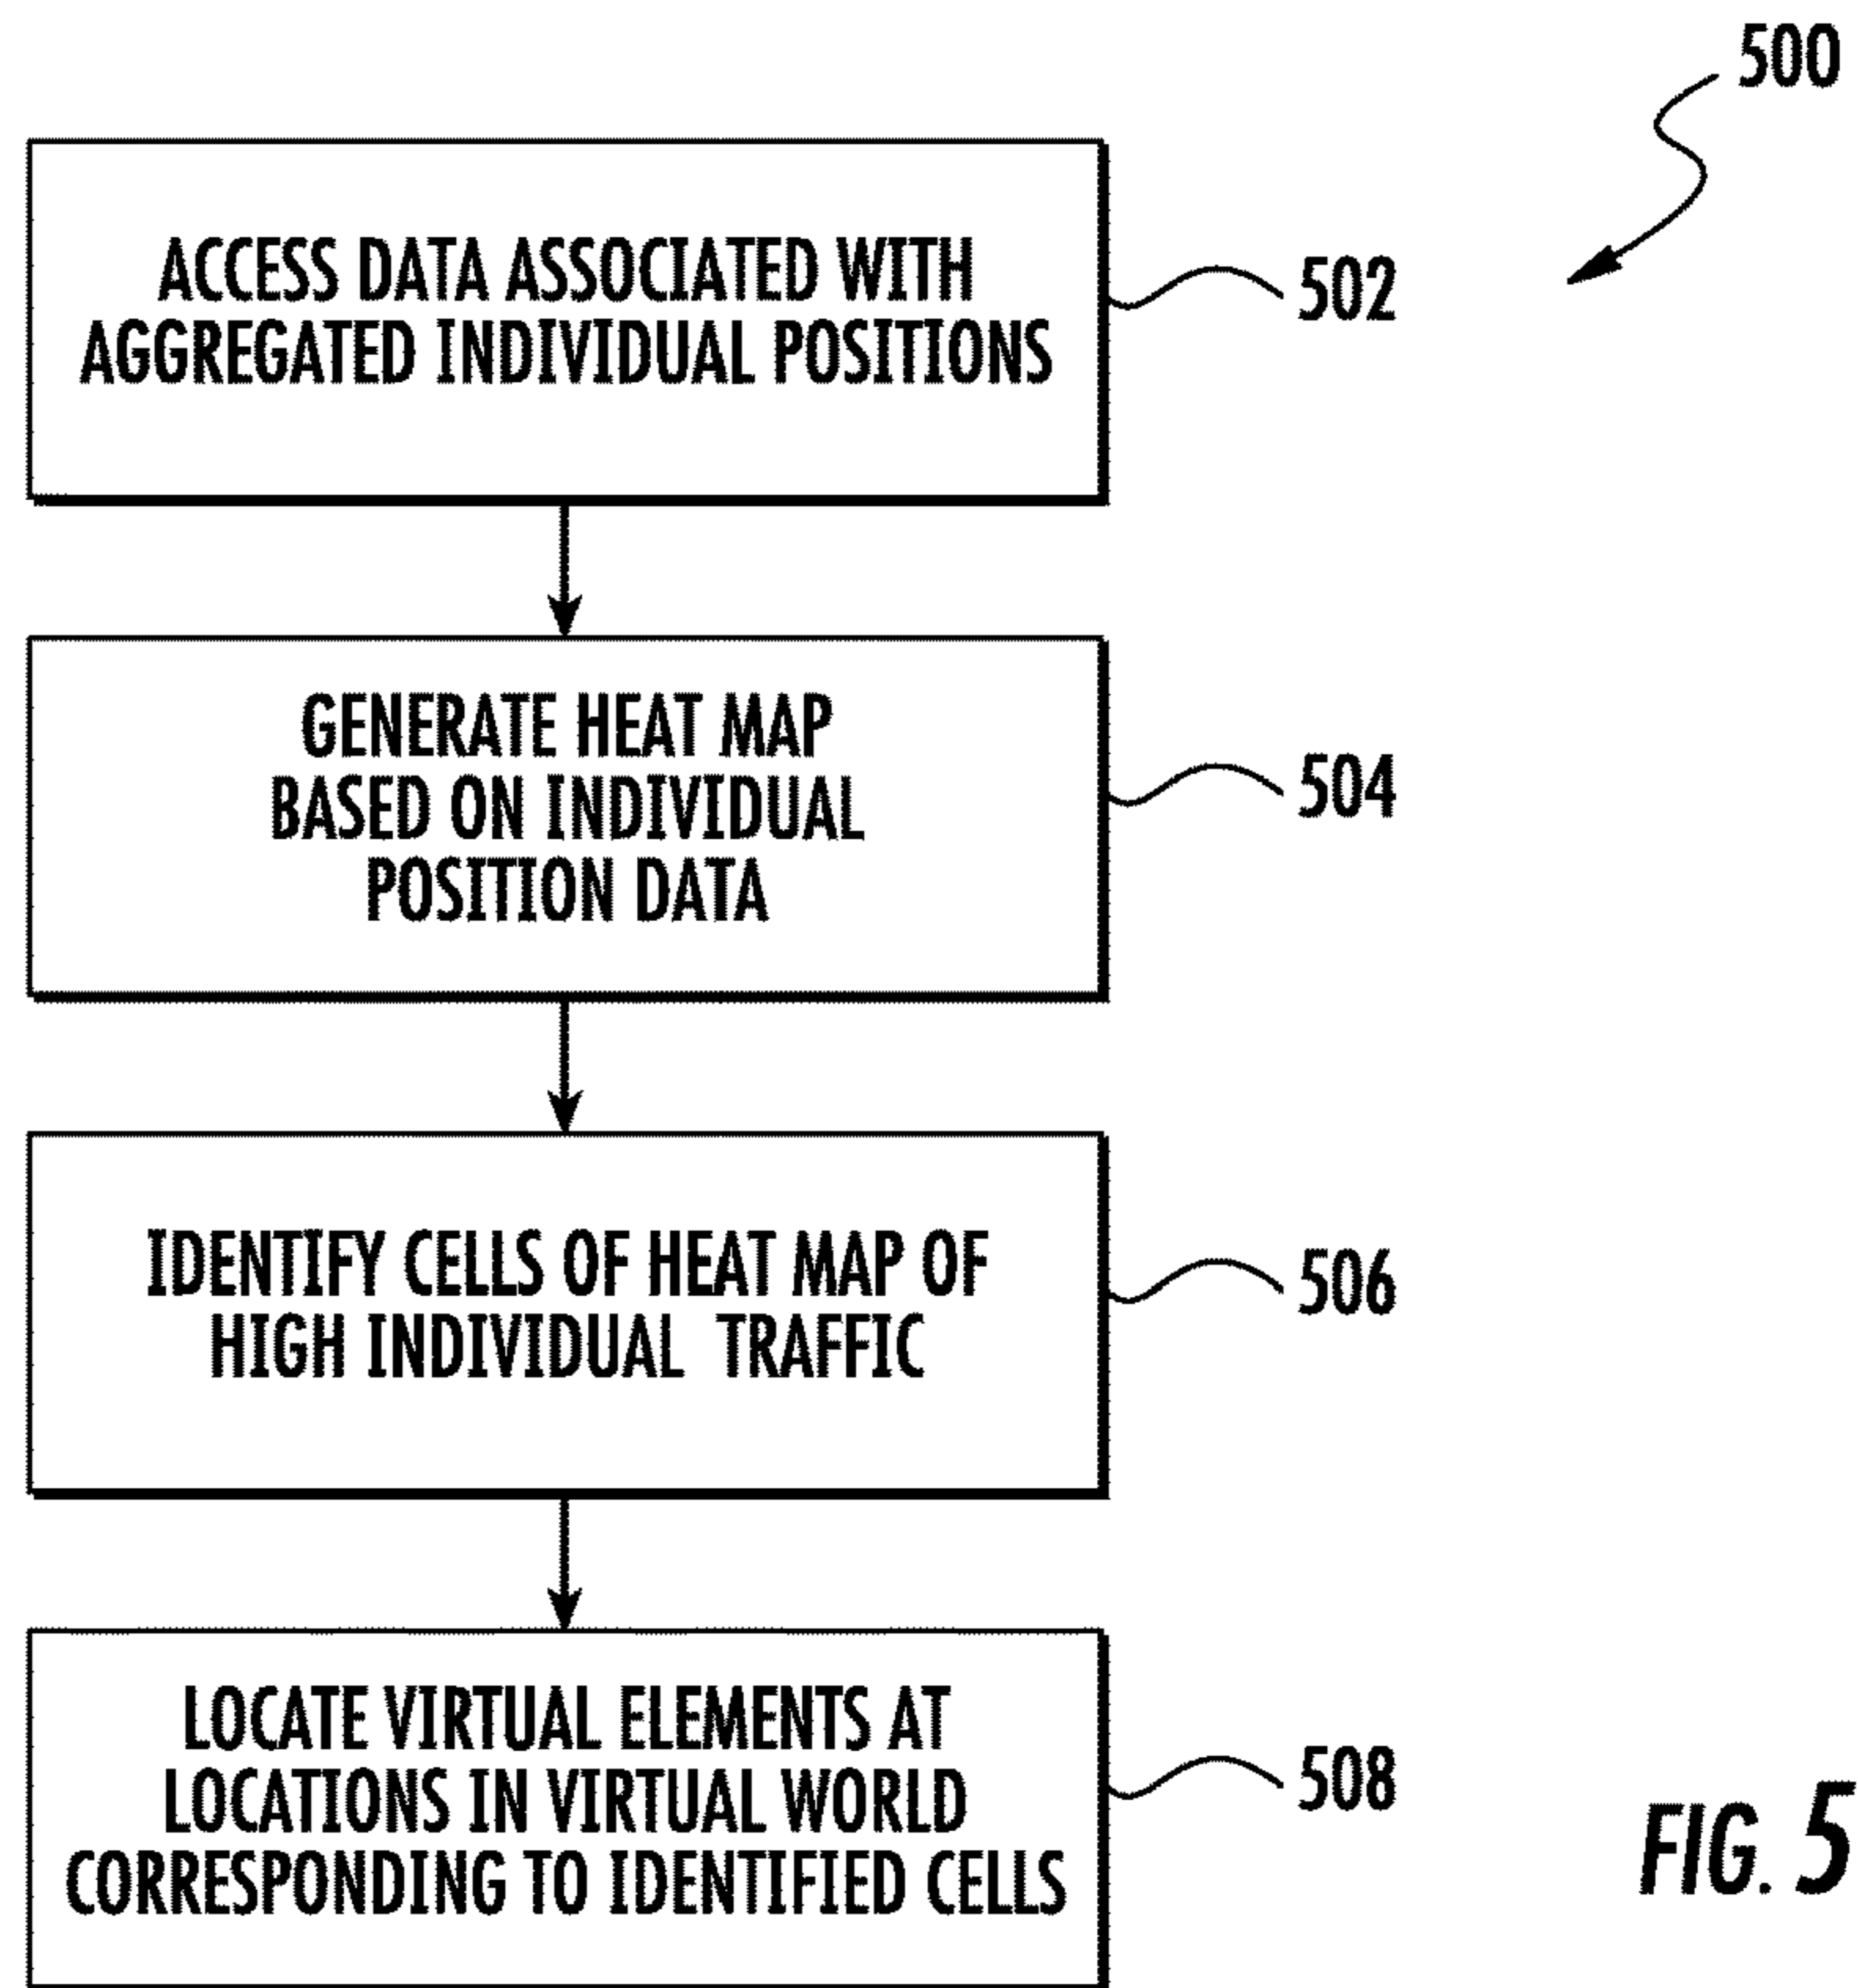 500
ACCESS DATA ASSOCIATED WITH
AGGREGATED INDIVIDUAL POSITIONS
502
GENERATE HEAT MAP
BASED ON INDIVIDUAL
POSITION DATA
504
IDENTIFY CELLS OF HEAT MAP OF
HIGH INDIVIDUAL TRAFFIC
506
LOCATE VIRTUAL ELEMENTS AT
LOCATIONS IN VIRTUAL WORLD
CORRESPONDING TO IDENTIFIED CELLS
508
FIG. 5